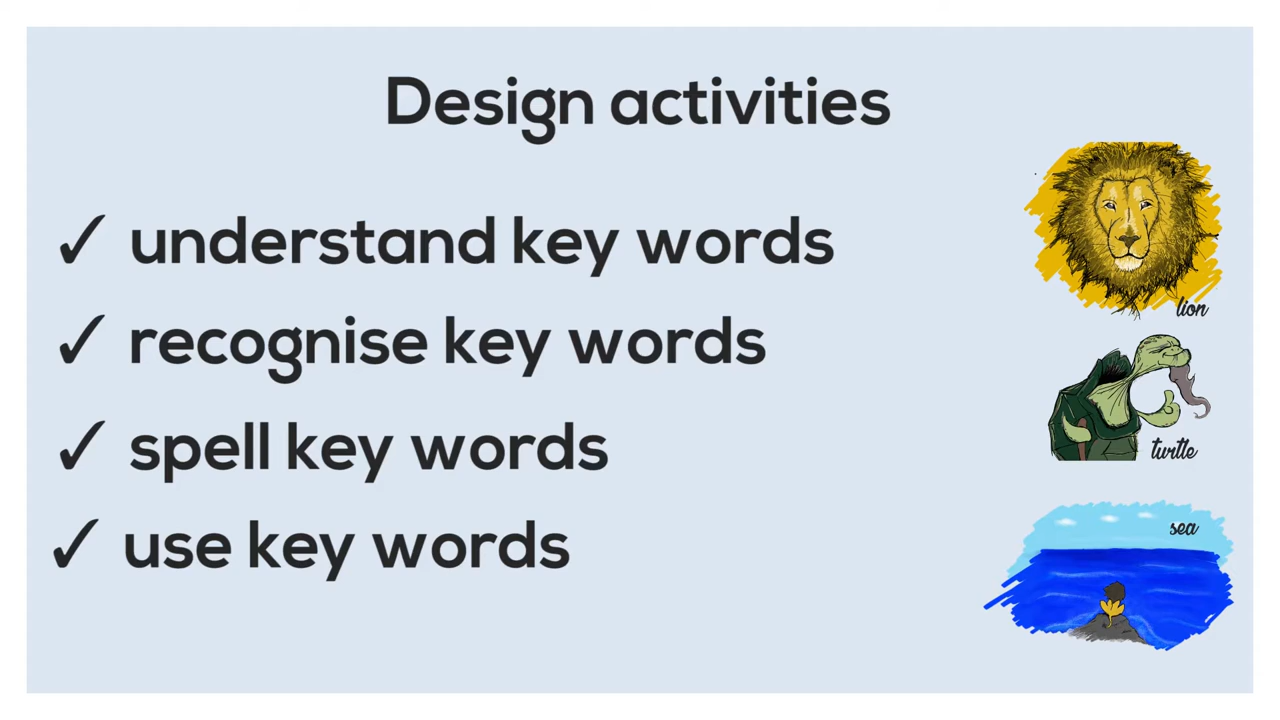 Design activities
✓ understand key words
✓ recognise key words
✓ spell key words
✓ use key words
lion
turtle
sea